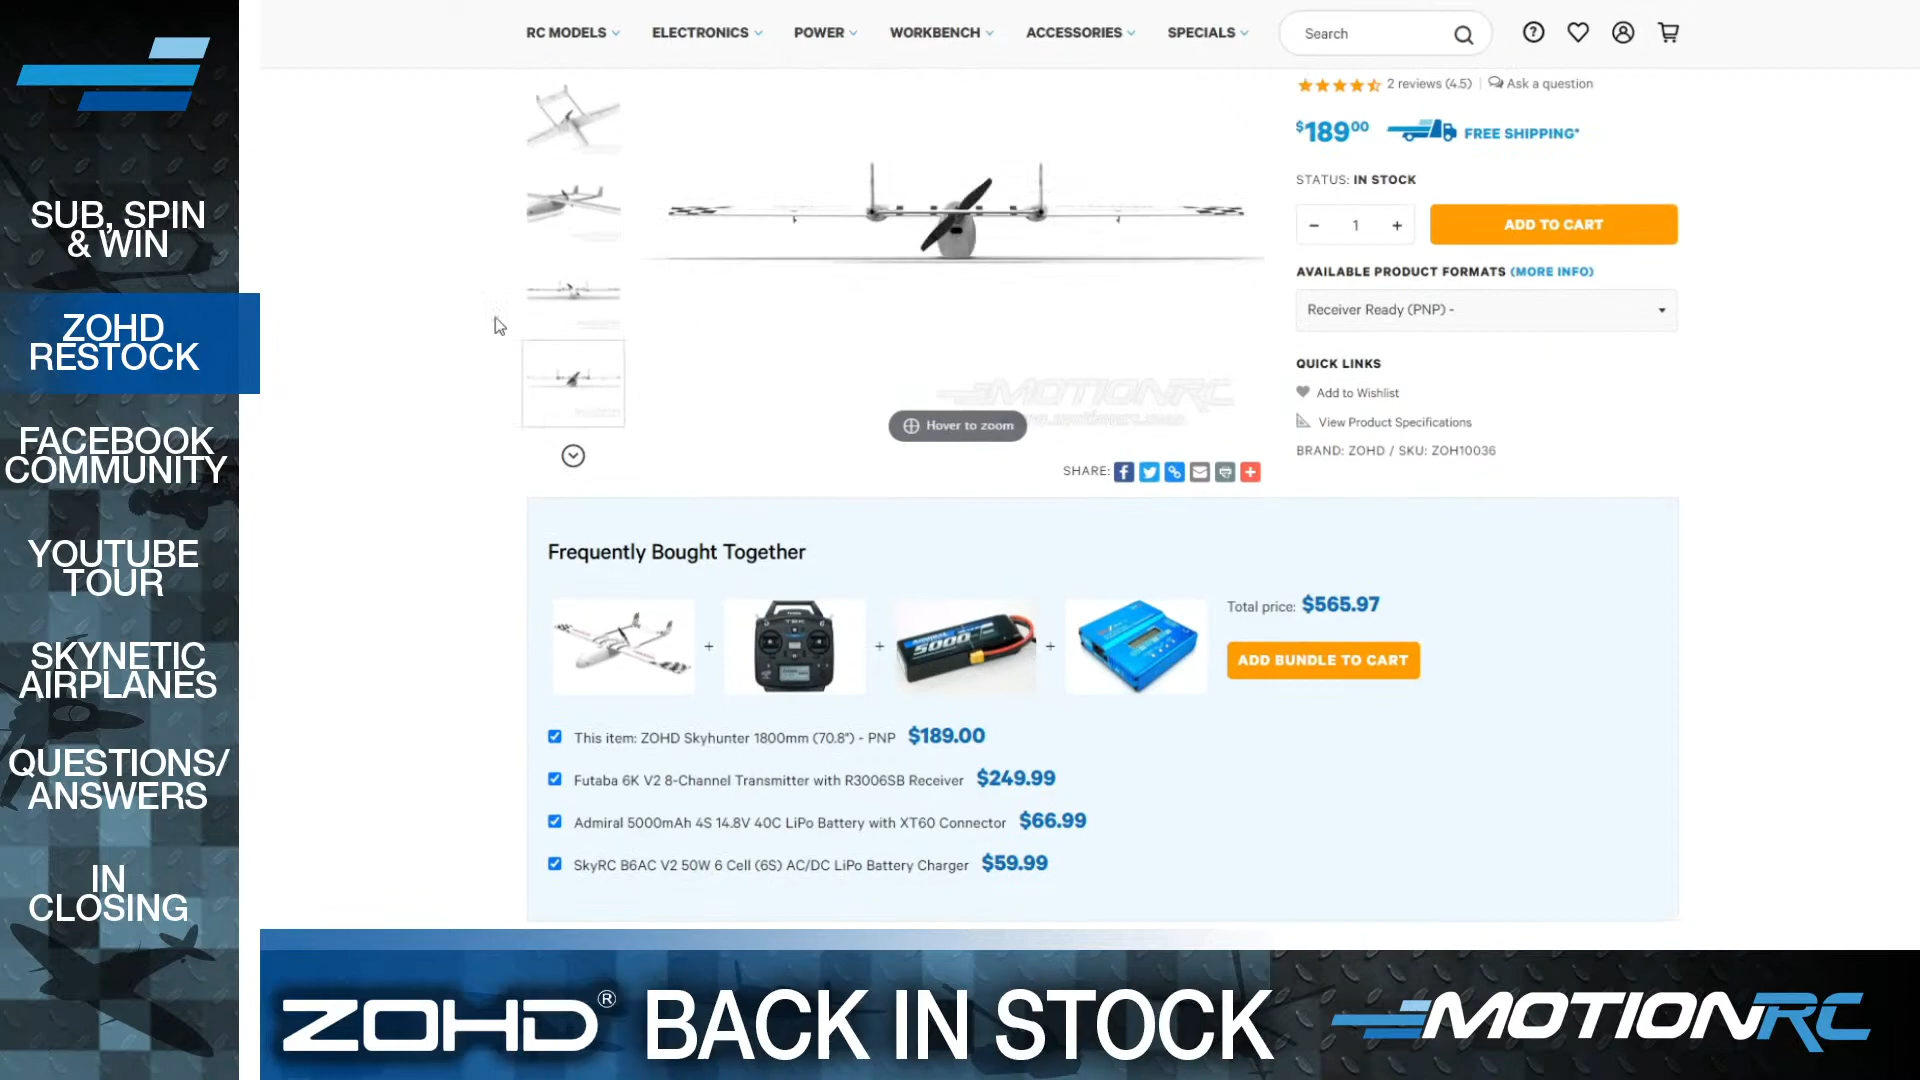 SUB, SPIN
& WIN
ZOHD
RESTOCK
FACEBOOK
COMMUNITY
YOUTUBE
TOUR
SKYNETIC
AIRPLANES
QUESTIONS/
ANSWERS
IN
CLOSING
RC MODELS ELECTRONICS POWER WORKBENCH ACCESSORIES SPECIALS Search
2 reviews (4.5) | Ask a question
$189.00 FREE SHIPPING*
STATUS: IN STOCK
- 1 + ADD TO CART
AVAILABLE PRODUCT FORMATS (MORE INFO)
Receiver Ready (PNP) -
QUICK LINKS
Add to Wishlist
View Product Specifications
BRAND: ZOHD / SKU: ZOH10036
MOTIONRC
Hover to zoom
SHARE:
Frequently Bought Together
5000
Total price: $565.97
ADD BUNDLE TO CART
This item: ZOHD Skyhunter 1800mm (70.8") - PNP $189.00
Futaba 6K V2 8-Channel Transmitter with R3006SB Receiver $249.99
Admiral 5000mAh 4S 14.8V 40C LiPo Battery with XT60 Connector $66.99
SkyRC B6AC V2 50W 6 Cell (6S) AC/DC LiPo Battery Charger $59.99
ZOHD® BACK IN STOCK MOTIONRC